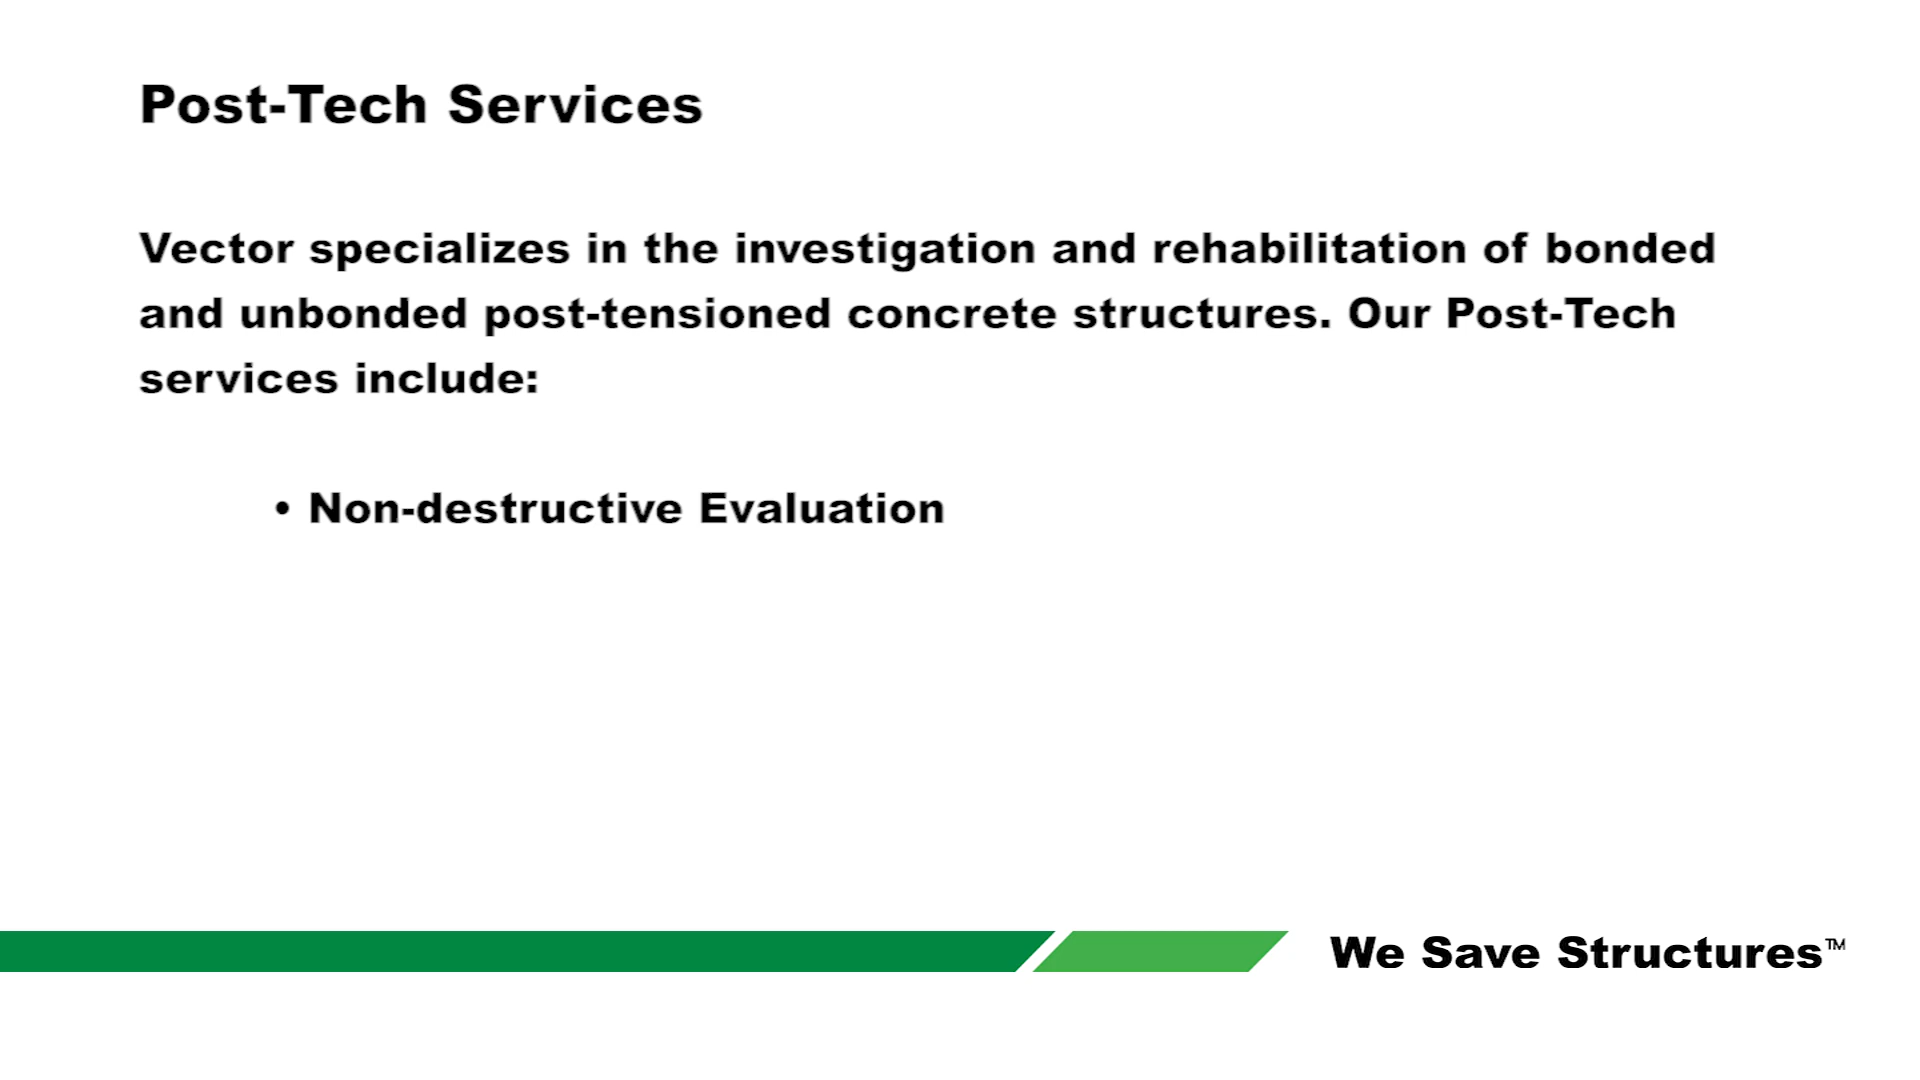 Post-Tech Services
Vector specializes in the investigation and rehabilitation of bonded
and unbonded post-tensioned concrete structures. Our Post-Tech
services include:
• Non-destructive Evaluation
We Save Structures™